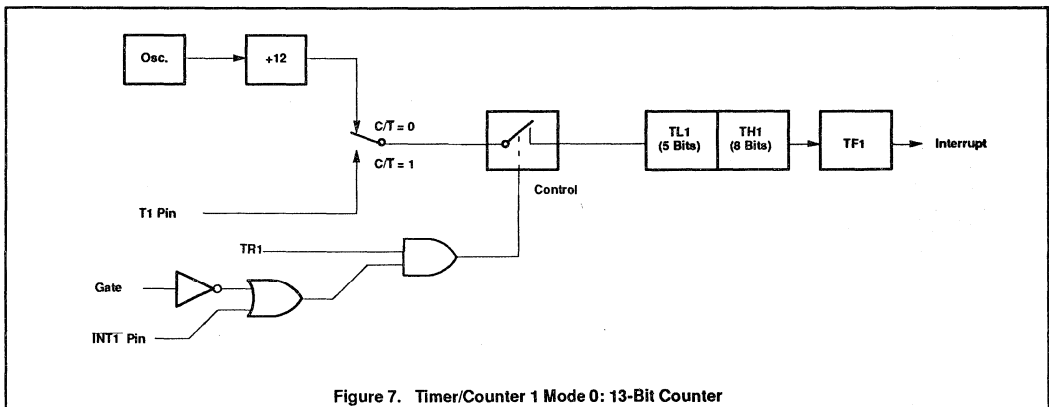 Osc.
÷12
C/T̅ = 0
C/T̅ = 1
T1 Pin
Control
TL1
(5 Bits)
TH1
(8 Bits)
TF1
Interrupt
TR1
Gate
I̅N̅T̅1̅ Pin
Figure 7. Timer/Counter 1 Mode 0: 13-Bit Counter